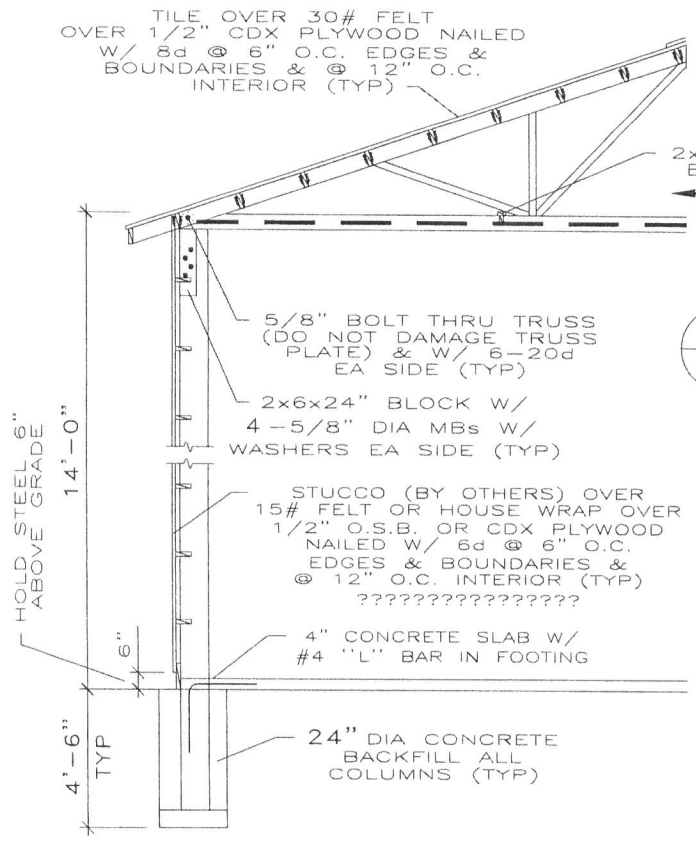 TILE OVER 30# FELT
OVER 1/2" CDX PLYWOOD NAILED
W/ 8d @ 6" O.C. EDGES &
BOUNDARIES & @ 12" O.C.
INTERIOR (TYP)
2x
5/8" BOLT THRU TRUSS
(DO NOT DAMAGE TRUSS
PLATE) & W/ 6-20d
EA SIDE (TYP)
2x6x24" BLOCK W/
4-5/8" DIA MBs W/
WASHERS EA SIDE (TYP)
STUCCO (BY OTHERS) OVER
15# FELT OR HOUSE WRAP OVER
1/2" O.S.B. OR CDX PLYWOOD
NAILED W/ 6d @ 6" O.C.
EDGES & BOUNDARIES &
@ 12" O.C. INTERIOR (TYP)
????????????????
4" CONCRETE SLAB W/
#4 "L" BAR IN FOOTING
24" DIA CONCRETE
BACKFILL ALL
COLUMNS (TYP)
HOLD STEEL 6"
ABOVE GRADE
14'-0"
6"
4'-6"
TYP